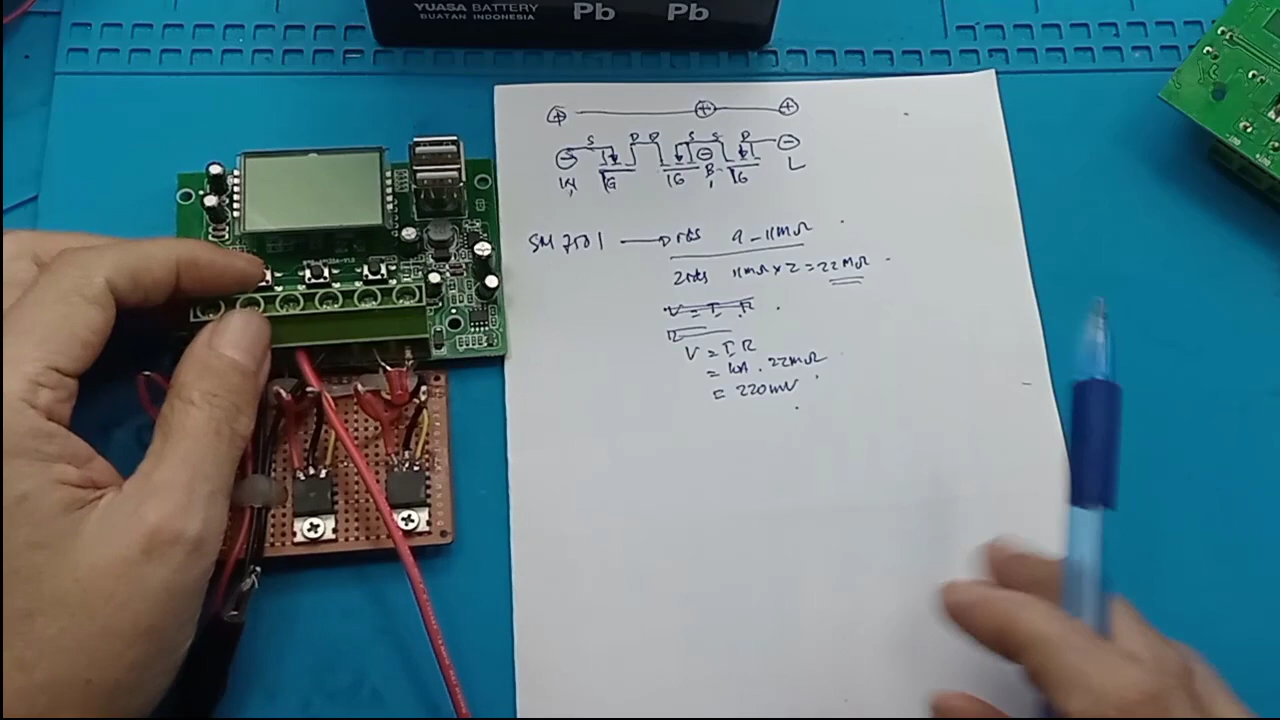 YUASA BATTERY Pb Pb
BUATAN INDONESIA
+ + +
S D D S S D
- - -
G G B G L
SM7501 → rds 9-11mΩ
2rds 11mΩ x 2 = 22mΩ
V = I . R
V = I R
= 10A . 22mΩ
= 220mV